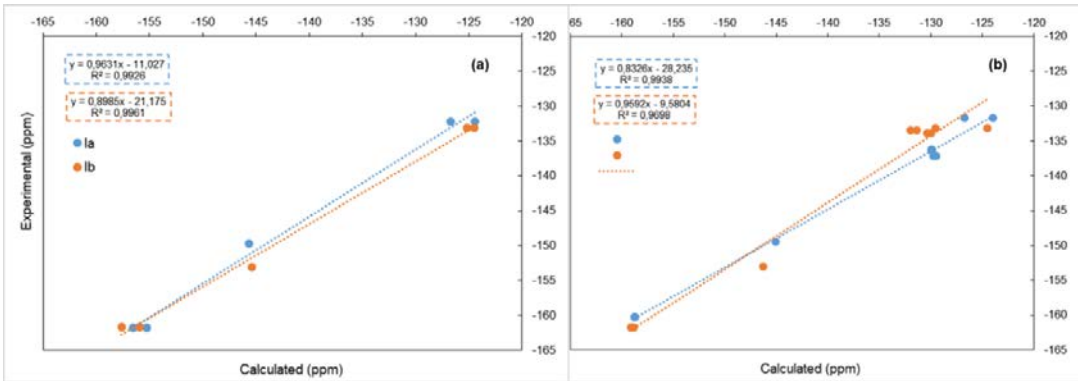 -165 -160 -155 -150 -145 -140 -135 -130 -125 -120
-120
-125
-130
-135
-140
-145
-150
-155
-160
-165
y = 0,9631x - 11,027
R² = 0,9926
y = 0,8985x - 21,175
R² = 0,9961
Ia
Ib
(a)
Experimental (ppm)
Calculated (ppm)
-65 -160 -155 -150 -145 -140 -135 -130 -125 -120
-120
-125
-130
-135
-140
-145
-150
-155
-160
-165
y = 0,8326x - 28,235
R² = 0,9938
y = 0,9592x - 9,5804
R² = 0,9698
(b)
Calculated (ppm)